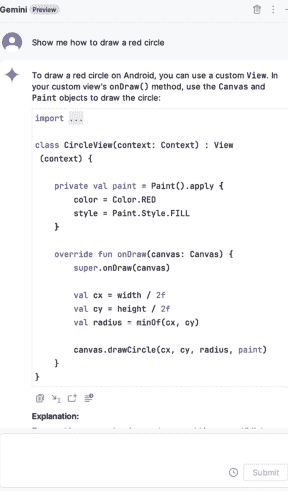 Gemini Preview
Show me how to draw a red circle
To draw a red circle on Android, you can use a custom View. In
your custom view's onDraw() method, use the Canvas and
Paint objects to draw the circle:
import ...
class CircleView(context: Context) : View
(context) {
private val paint = Paint().apply {
color = Color.RED
style = Paint.Style.FILL
}
override fun onDraw(canvas: Canvas) {
super.onDraw(canvas)
val cx = width / 2f
val cy = height / 2f
val radius = minOf(cx, cy)
canvas.drawCircle(cx, cy, radius, paint)
}
}
Explanation:
Submit